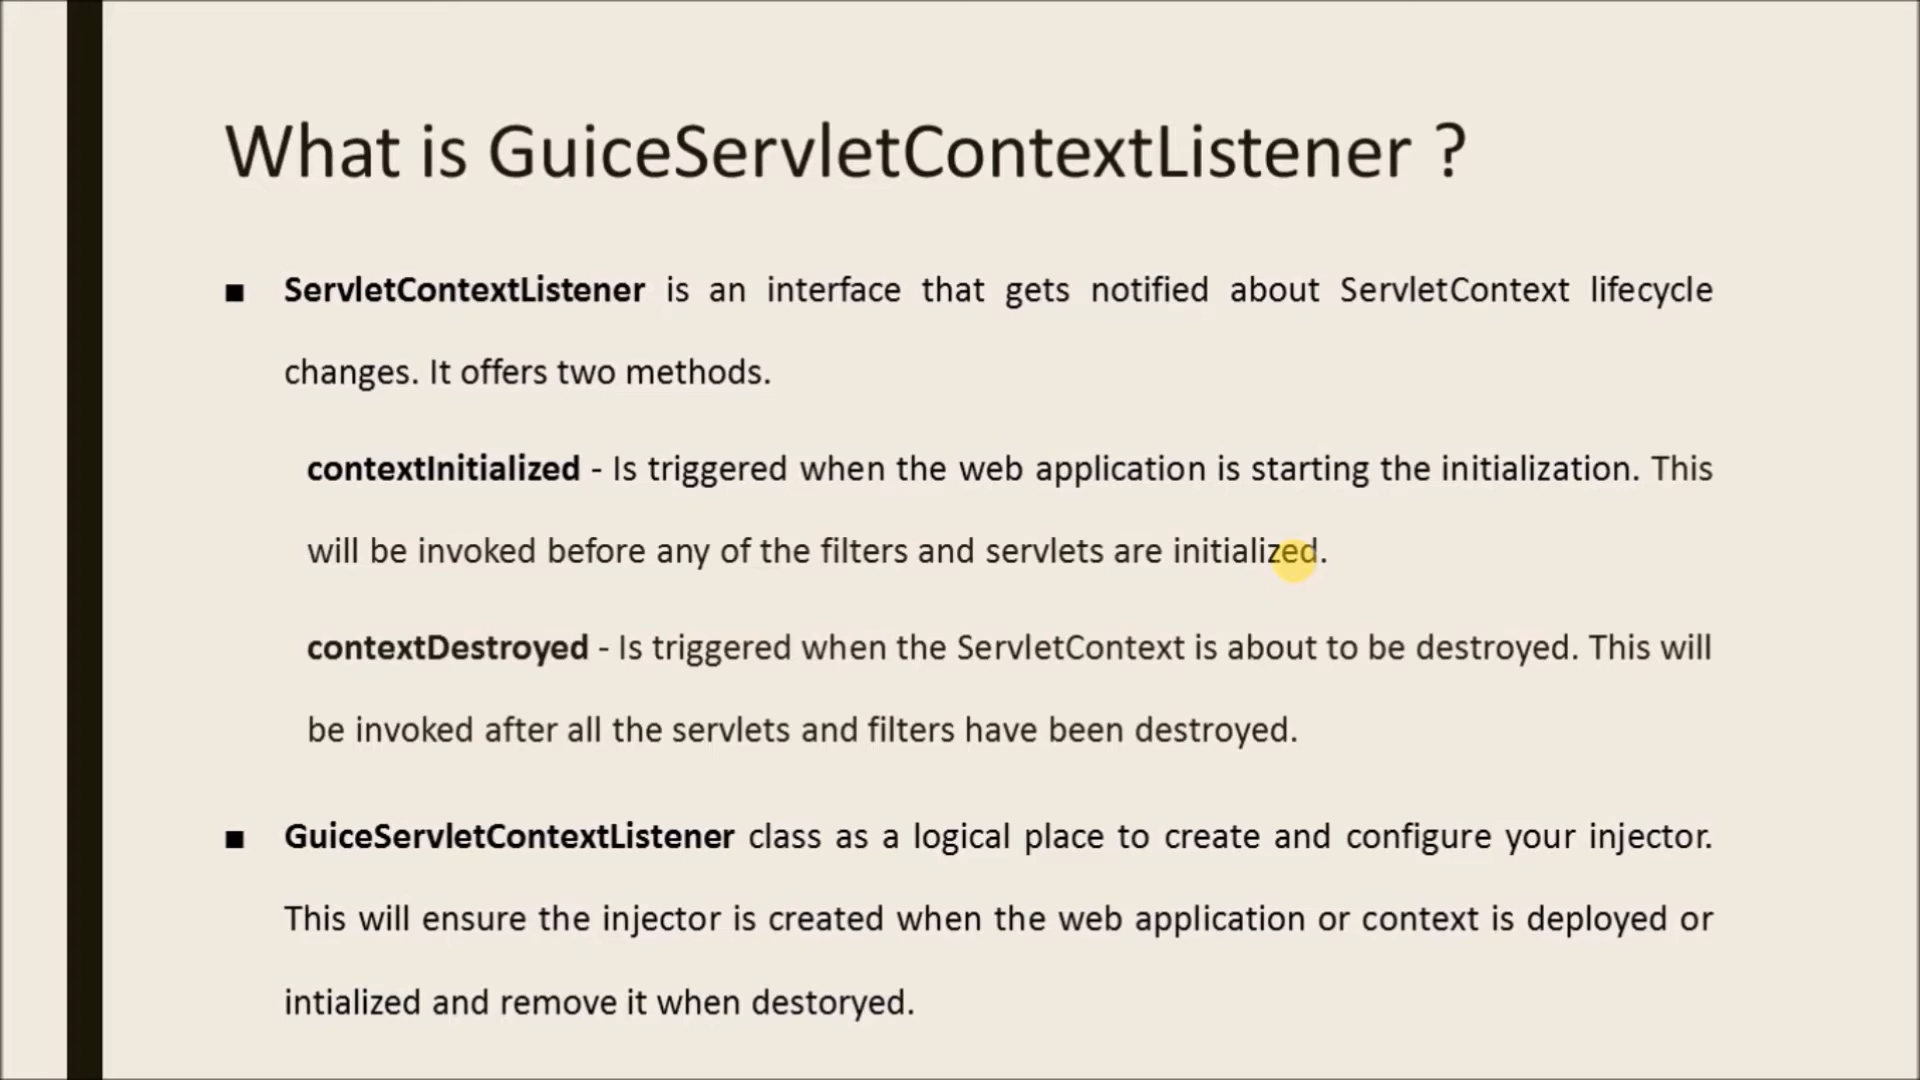 What is GuiceServletContextListener ?
■ ServletContextListener is an interface that gets notified about ServletContext lifecycle
changes. It offers two methods.
contextInitialized - Is triggered when the web application is starting the initialization. This
will be invoked before any of the filters and servlets are initialized.
contextDestroyed - Is triggered when the ServletContext is about to be destroyed. This will
be invoked after all the servlets and filters have been destroyed.
■ GuiceServletContextListener class as a logical place to create and configure your injector.
This will ensure the injector is created when the web application or context is deployed or
intialized and remove it when destoryed.